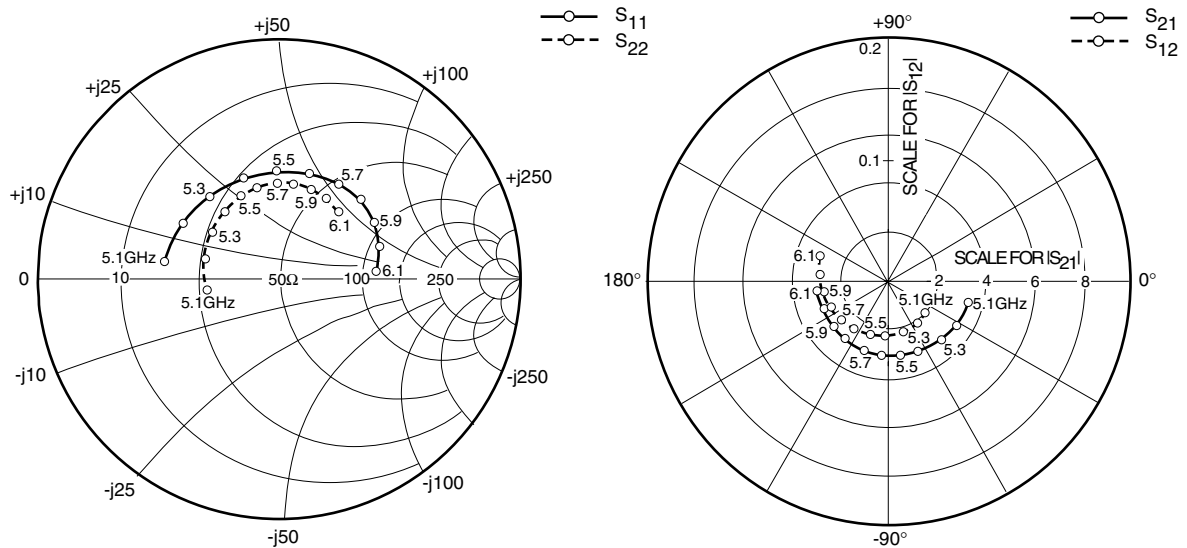 S11
S22
+j50
+j25
+j100
+j10
+j250
5.5
5.7
5.3
5.7
5.9
5.5
5.9
5.3
6.1
5.1GHz
6.1
0
10
50Ω
100
250
5.1GHz
-j10
-j250
-j25
-j100
-j50
S21
S12
+90°
0.2
SCALE FOR |S12|
0.1
6.1
SCALE FOR |S21|
180°
2
4
6
8
0°
6.1
5.9
5.1GHz
5.1GHz
5.7
5.9
5.5
5.3
5.3
5.7
5.5
-90°